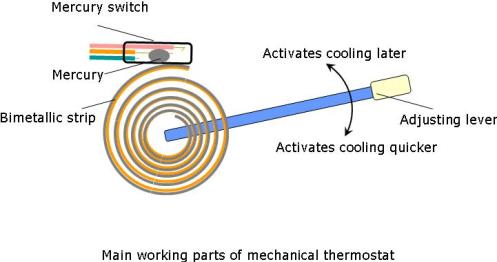 Mercury switch
Activates cooling later
Mercury
Bimetallic strip
Adjusting lever
Activates cooling quicker
Main working parts of mechanical thermostat